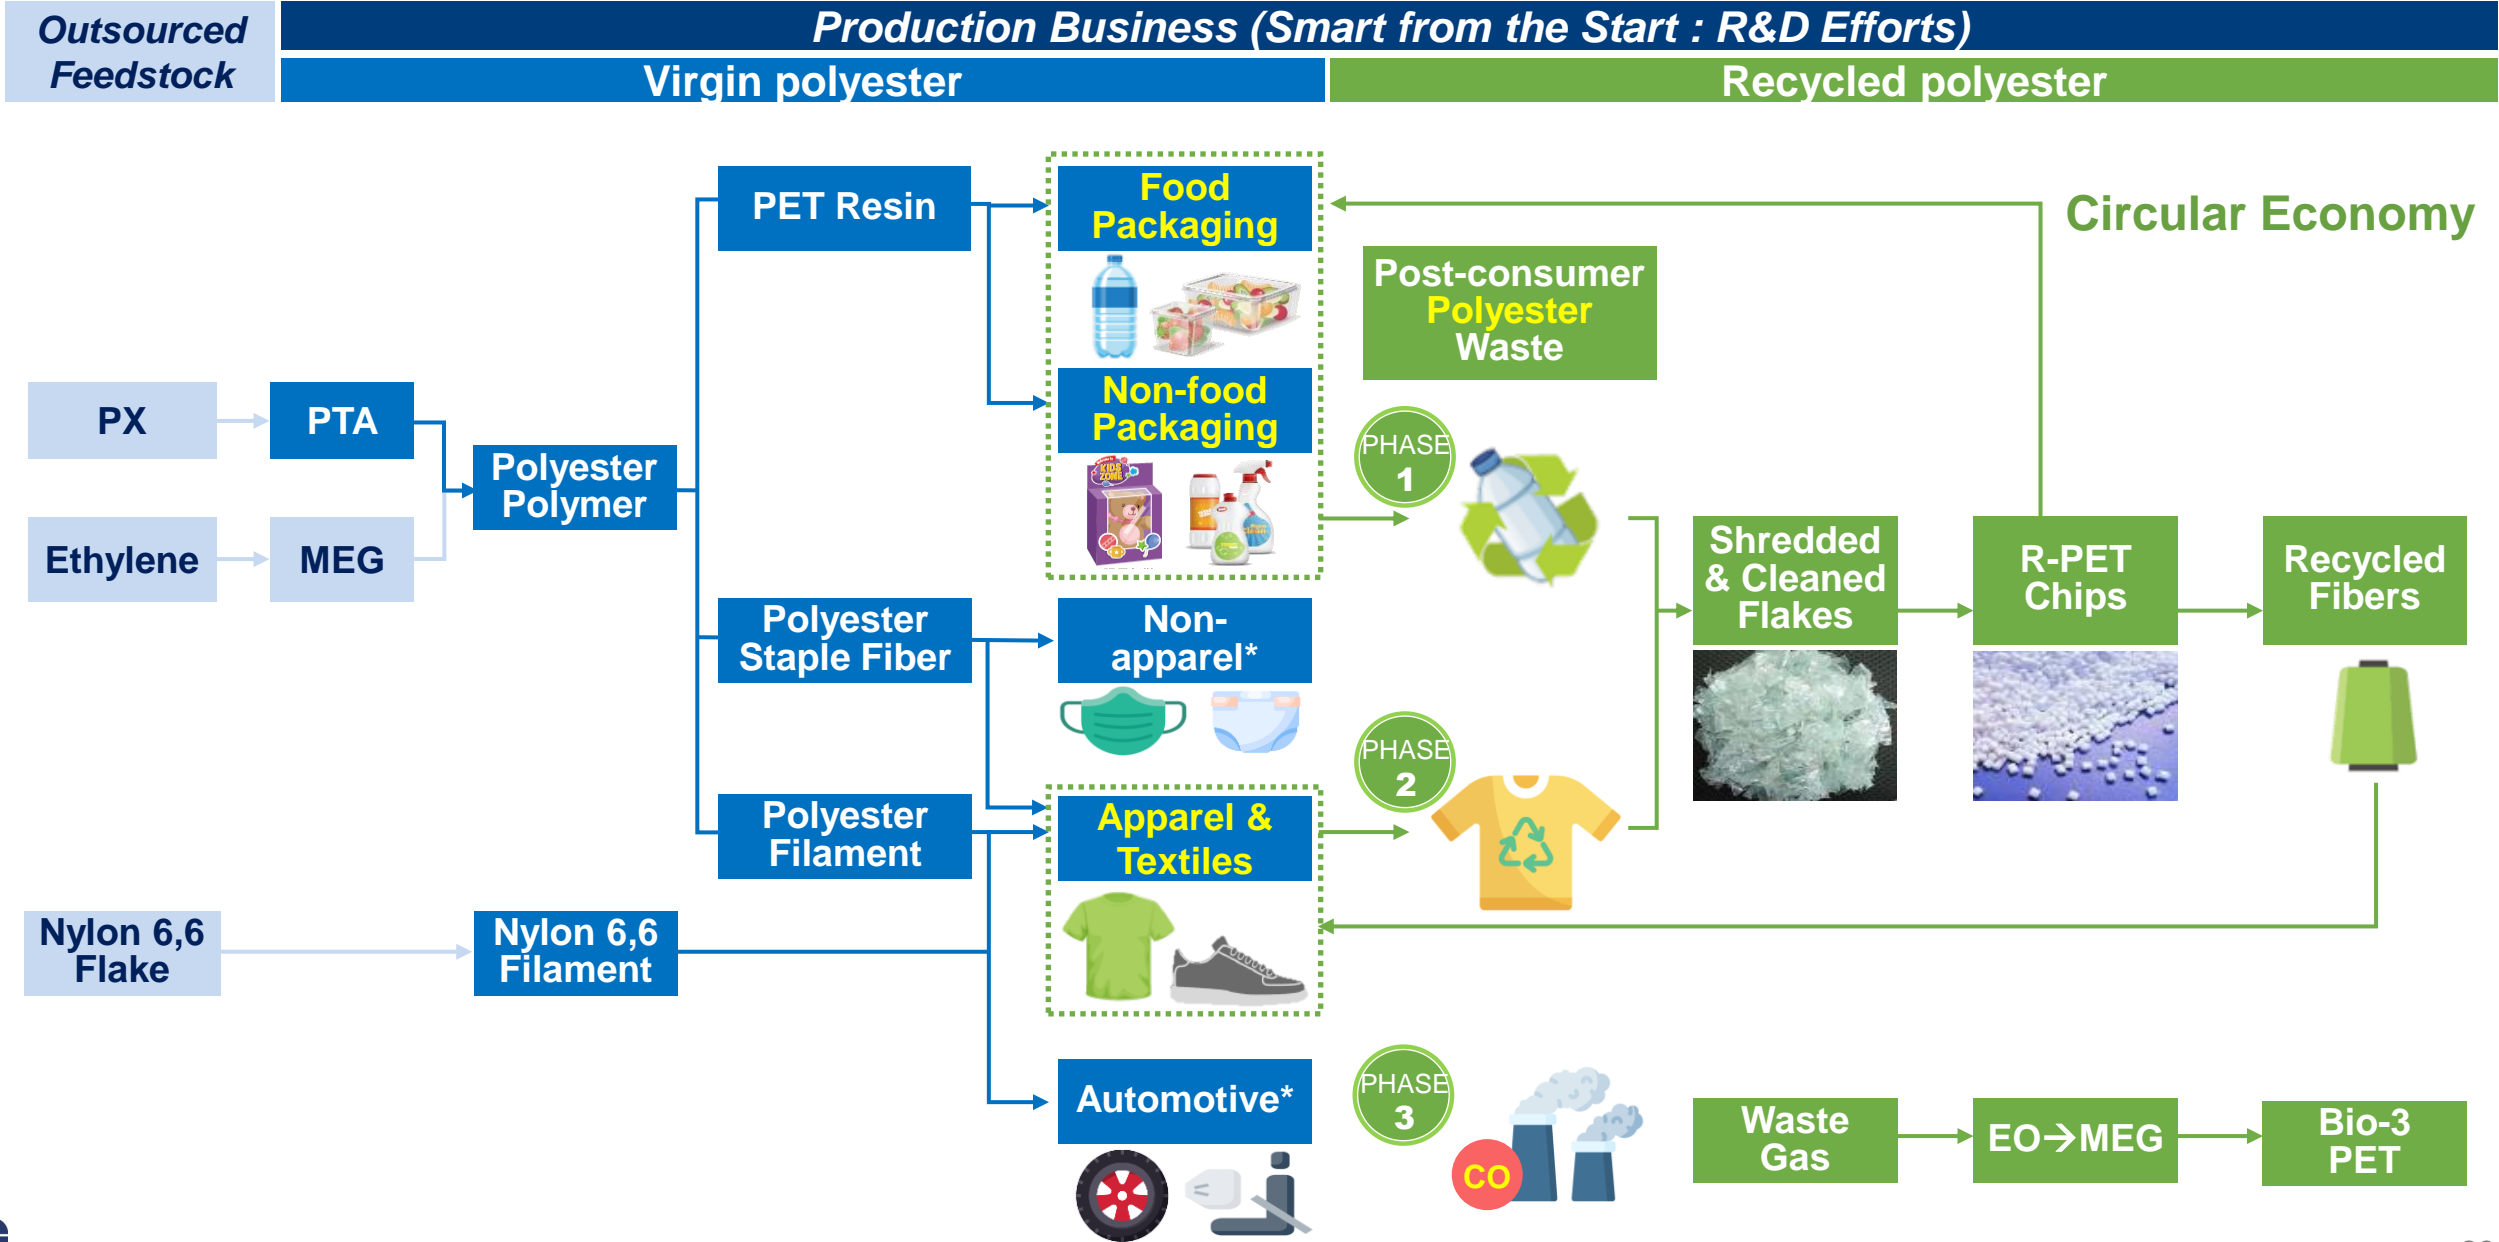 Outsourced
Feedstock
Production Business (Smart from the Start : R&D Efforts)
Virgin polyester
Recycled polyester
PET Resin
Food
Packaging
Circular Economy
Post-consumer
Polyester
Waste
Non-food
Packaging
KIDS
ZONE
PX
PTA
Polyester
Polymer
Ethylene
MEG
PHASE
1
Shredded
& Cleaned
Flakes
R-PET
Chips
Recycled
Fibers
Polyester
Staple Fiber
Non-
apparel*
PHASE
2
Polyester
Filament
Apparel &
Textiles
Nylon 6,6
Flake
Nylon 6,6
Filament
Automotive*
PHASE
3
CO
Waste
Gas
EO→MEG
Bio-3
PET